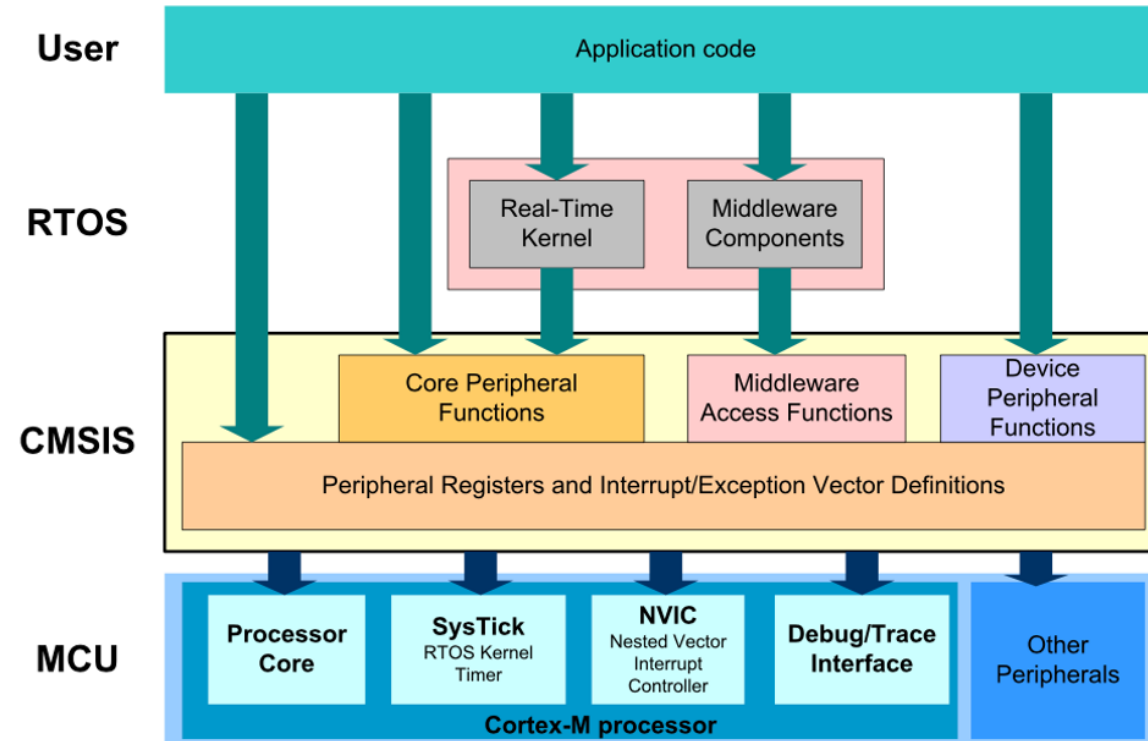 User
Application code
RTOS
Real-Time
Kernel
Middleware
Components
CMSIS
Core Peripheral
Functions
Middleware
Access Functions
Device
Peripheral
Functions
Peripheral Registers and Interrupt/Exception Vector Definitions
MCU
Processor
Core
SysTick
RTOS Kernel
Timer
NVIC
Nested Vector
Interrupt
Controller
Debug/Trace
Interface
Other
Peripherals
Cortex-M processor